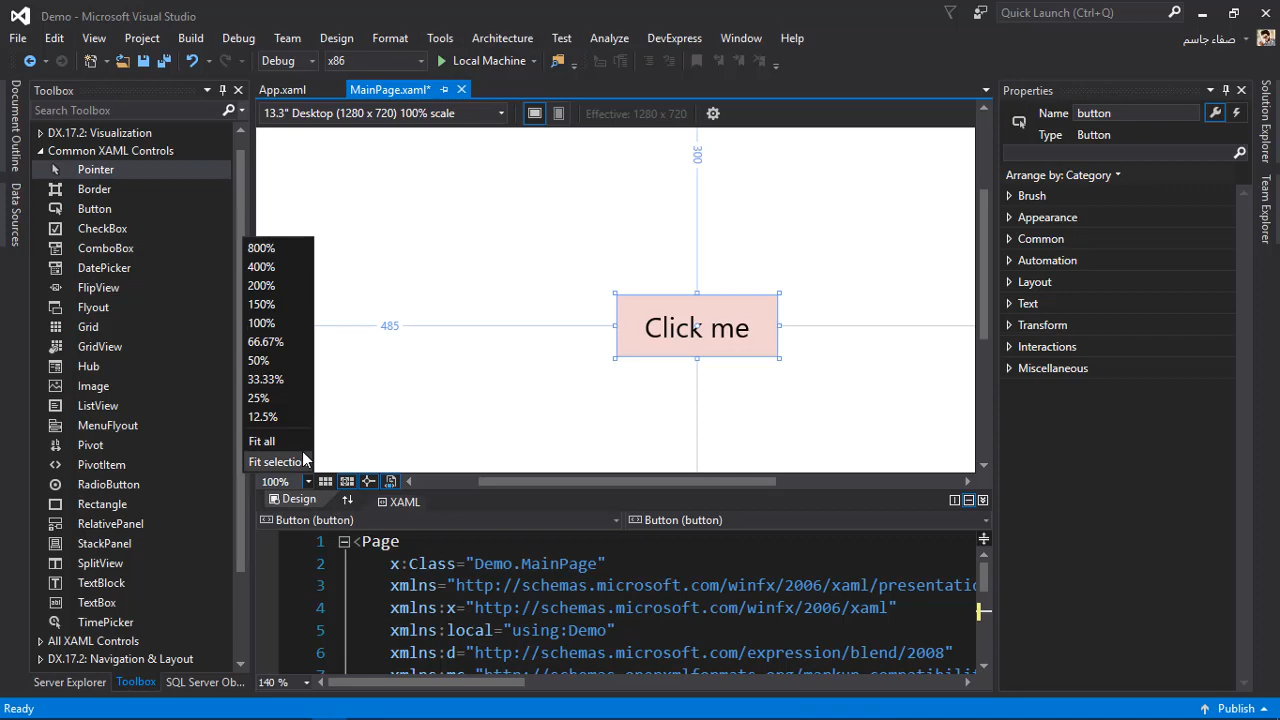 Demo - Microsoft Visual Studio
Quick Launch (Ctrl+Q)
File Edit View Project Build Debug Team Design Format Tools Architecture Test Analyze DevExpress Window Help
صفاء جاسم
Debug x86 Local Machine
Document Outline
Data Sources
Toolbox
Search Toolbox
DX.17.2: Visualization
Common XAML Controls
Pointer
Border
Button
CheckBox
ComboBox
DatePicker
FlipView
Flyout
Grid
GridView
Hub
Image
ListView
MenuFlyout
Pivot
PivotItem
RadioButton
Rectangle
RelativePanel
StackPanel
SplitView
TextBlock
TextBox
TimePicker
All XAML Controls
DX.17.2: Navigation & Layout
Server Explorer Toolbox SQL Server Ob...
App.xaml MainPage.xaml*
13.3" Desktop (1280 x 720) 100% scale
Effective: 1280 x 720
300
485
Click me
800%
400%
200%
150%
100%
66.67%
50%
33.33%
25%
12.5%
Fit all
Fit selection
100%
Design XAML
Button (button) Button (button)
1 <Page
2 x:Class="Demo.MainPage"
3 xmlns="http://schemas.microsoft.com/winfx/2006/xaml/presentatio
4 xmlns:x="http://schemas.microsoft.com/winfx/2006/xaml"
5 xmlns:local="using:Demo"
6 xmlns:d="http://schemas.microsoft.com/expression/blend/2008"
140 %
Properties
Name button
Type Button
Arrange by: Category
Brush
Appearance
Common
Automation
Layout
Text
Transform
Interactions
Miscellaneous
Solution Explorer
Team Explorer
Ready
Publish